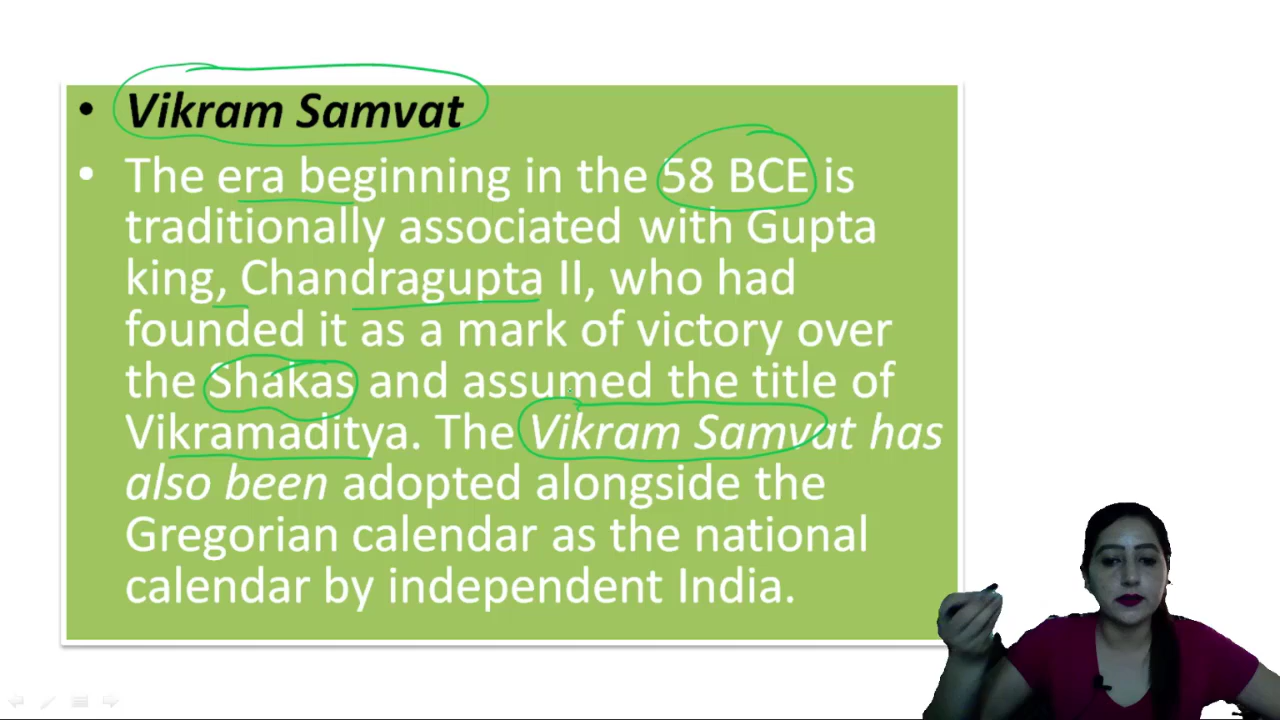 • Vikram Samvat
• The era beginning in the 58 BCE is
traditionally associated with Gupta
king, Chandragupta II, who had
founded it as a mark of victory over
the Shakas and assumed the title of
Vikramaditya. The Vikram Samvat has
also been adopted alongside the
Gregorian calendar as the national
calendar by independent India.